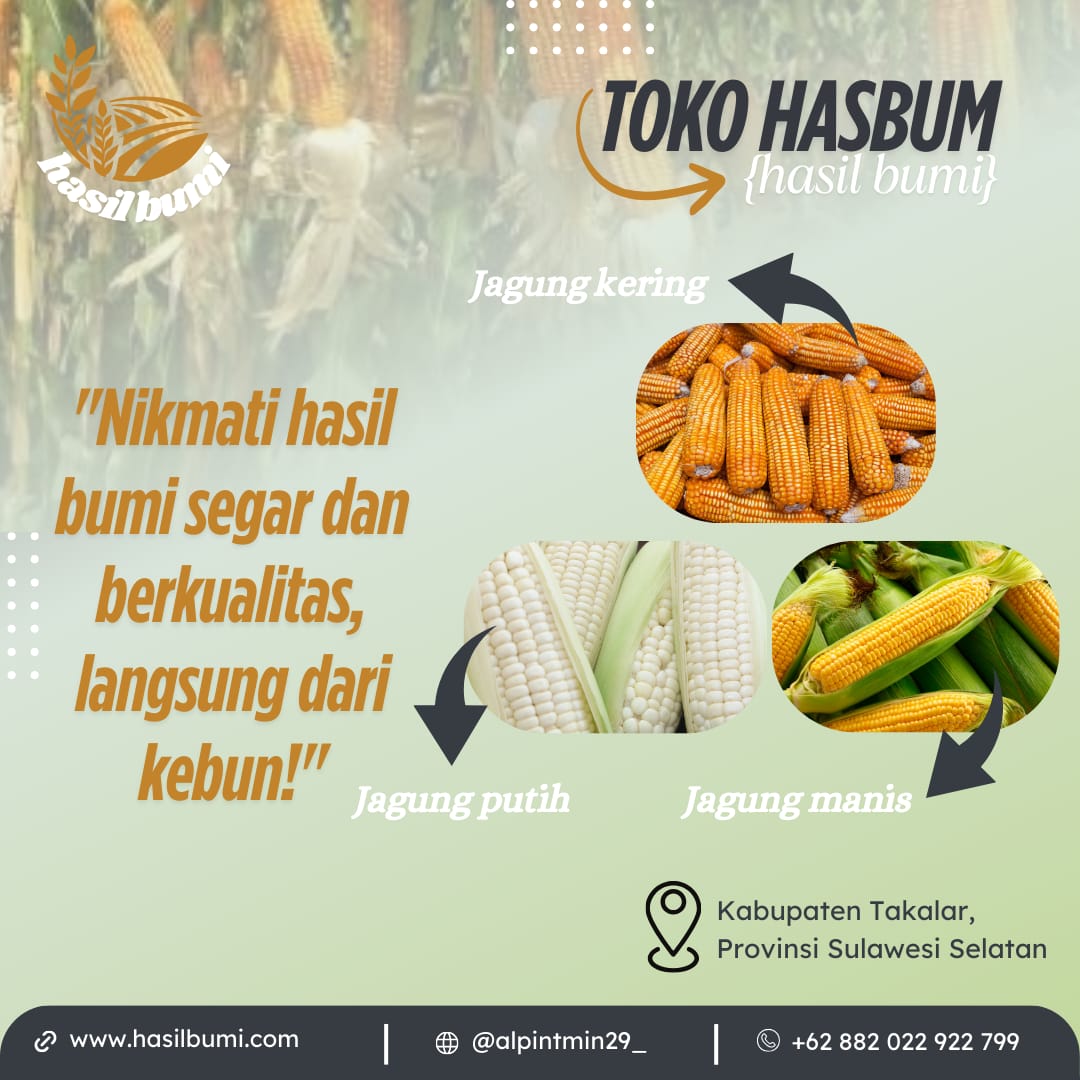 hasil bumi
TOKO HASBUM
{hasil bumi}
Jagung kering
"Nikmati hasil
bumi segar dan
berkualitas,
langsung dari
kebun!"
Jagung putih
Jagung manis
Kabupaten Takalar,
Provinsi Sulawesi Selatan
www.hasilbumi.com
@alpintmin29_
+62 882 022 922 799